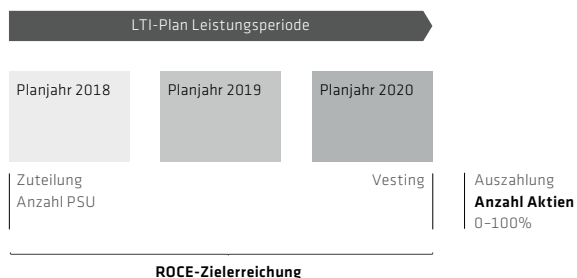 LTI-Plan Leistungsperiode
Planjahr 2018
Planjahr 2019
Planjahr 2020
Zuteilung
Anzahl PSU
Vesting
Auszahlung
Anzahl Aktien
0–100%
ROCE-Zielerreichung